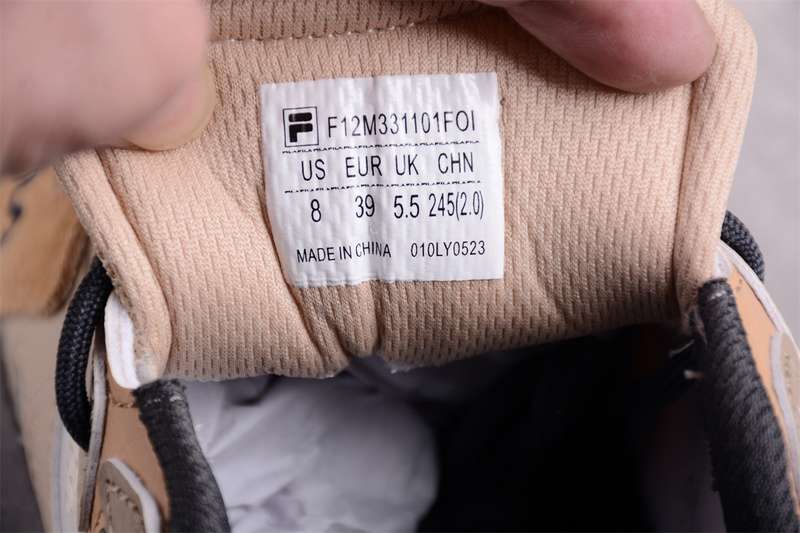 F12M331101FOI
US EUR UK CHN
8 39 5.5 245(2.0)
MADE IN CHINA 010LY0523